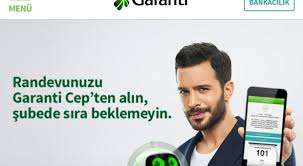 MENÜ
Garanti
BANKACILIK
Randevunuzu
Garanti Cep'ten alın,
şubede sıra beklemeyin.
101